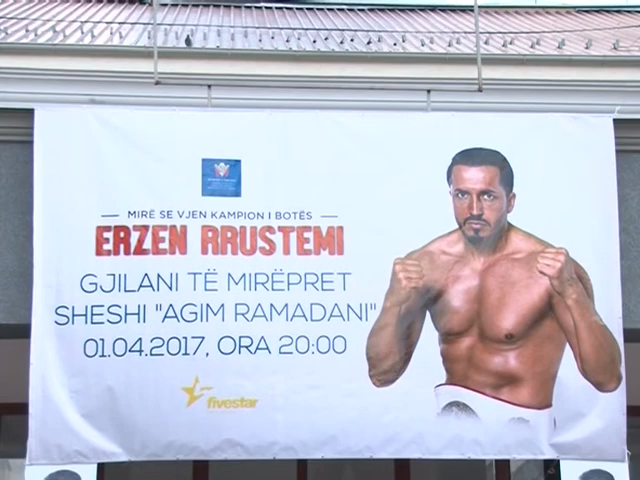 MIRË SE VJEN KAMPION I BOTËS
ERZEN RRUSTEMI
GJILANI TË MIRËPRET
SHESHI "AGIM RAMADANI"
01.04.2017, ORA 20:00
fivestar